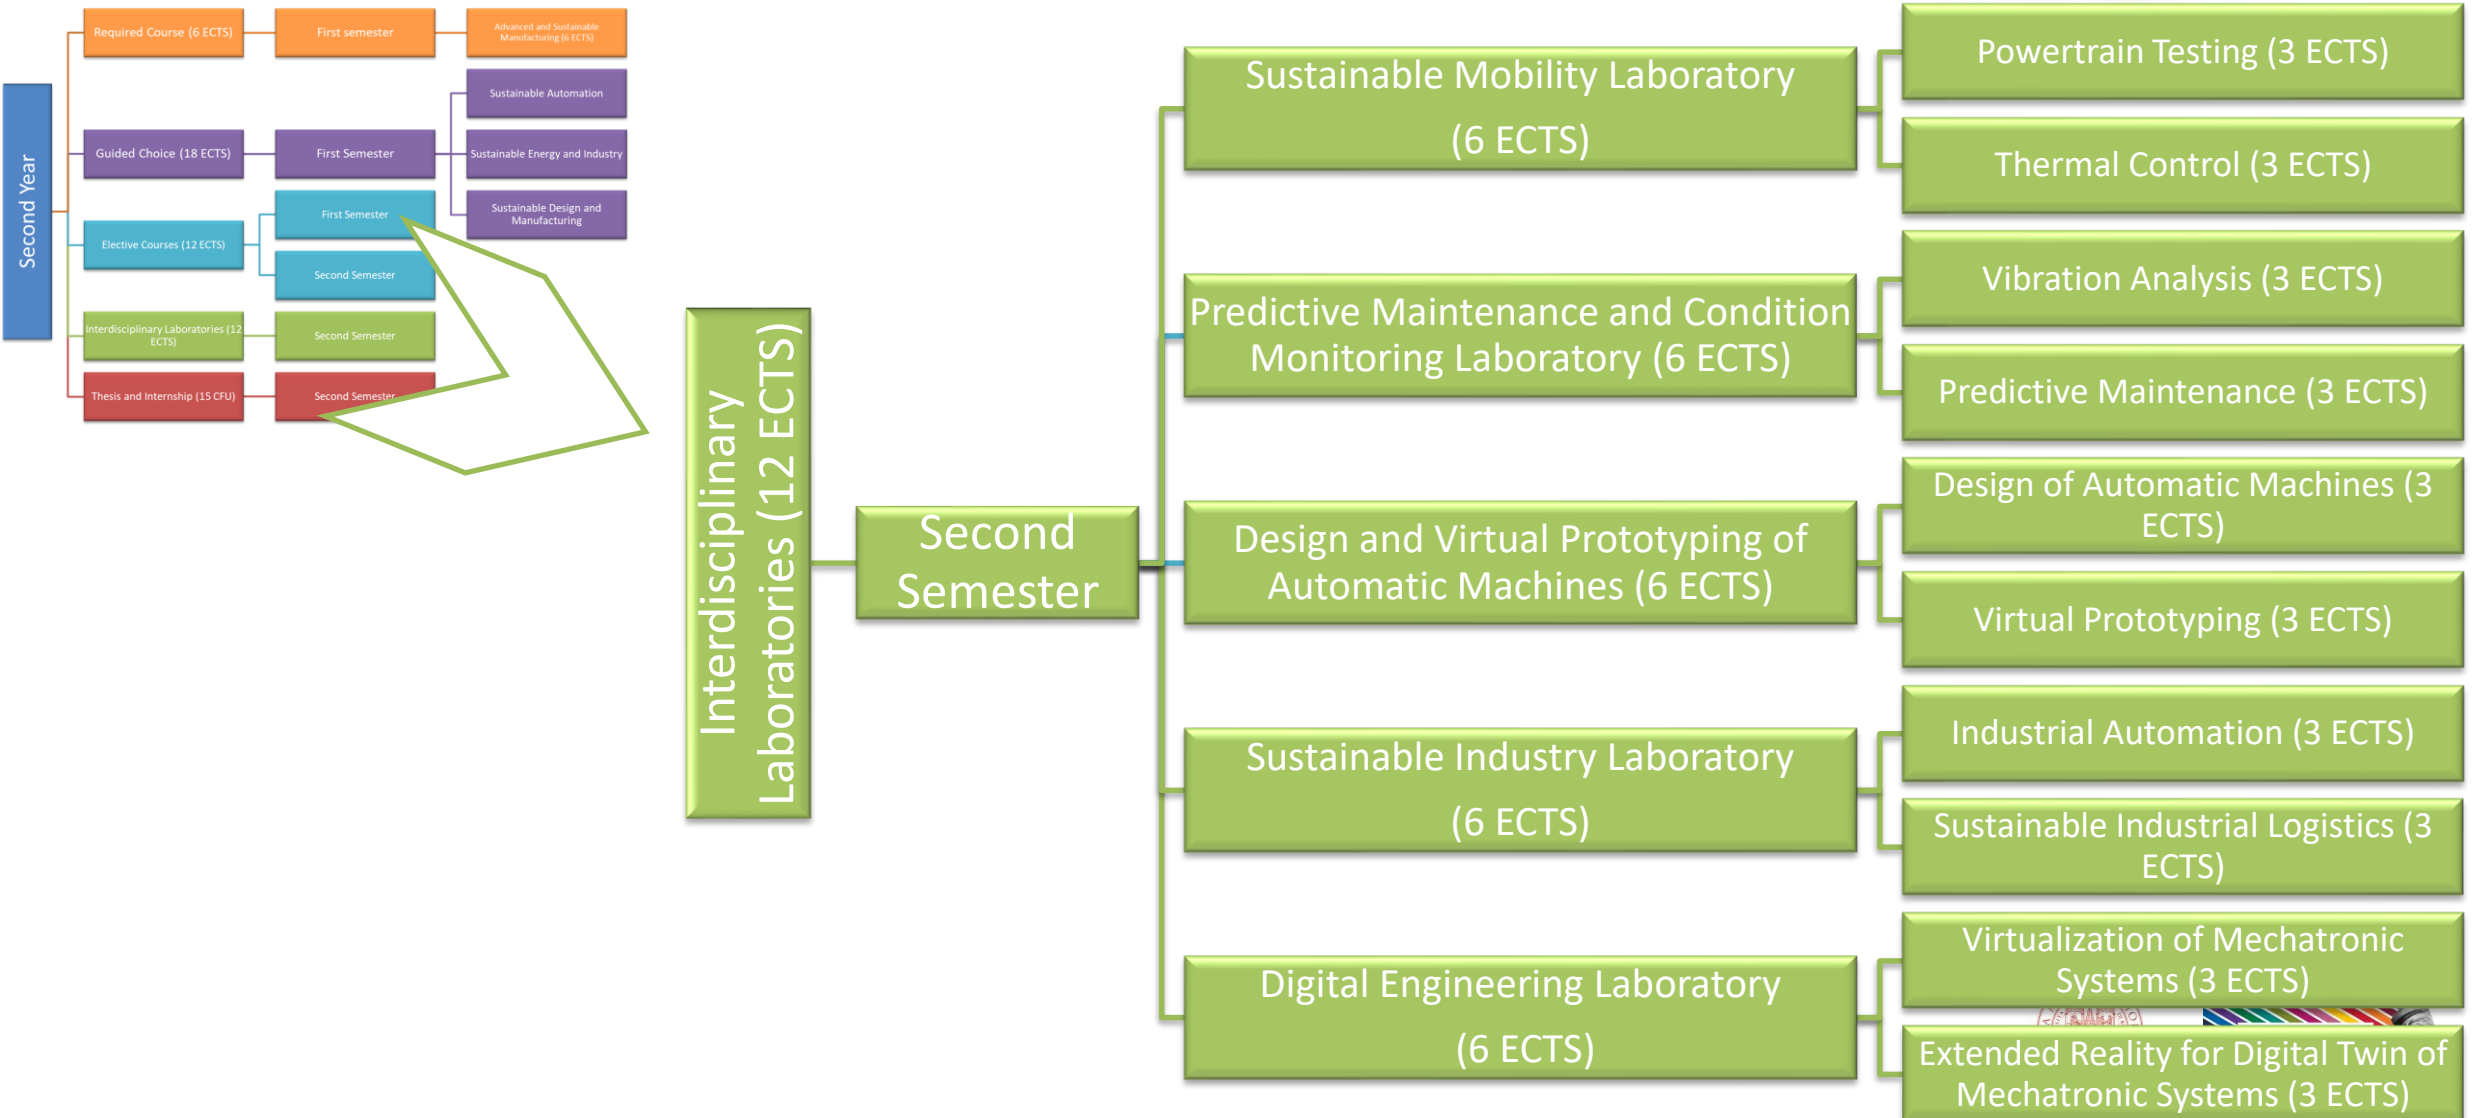 Second Year
Required Course (6 ECTS)
First semester
Advanced and Sustainable
Manufacturing (6 ECTS)
Guided Choice (18 ECTS)
First Semester
Sustainable Automation
Sustainable Energy and Industry
Sustainable Design and
Manufacturing
Elective Courses (12 ECTS)
First Semester
Second Semester
Interdisciplinary Laboratories (12
ECTS)
Second Semester
Thesis and Internship (15 CFU)
Second Semester
Interdisciplinary
Laboratories (12 ECTS)
Second
Semester
Sustainable Mobility Laboratory
(6 ECTS)
Powertrain Testing (3 ECTS)
Thermal Control (3 ECTS)
Predictive Maintenance and Condition
Monitoring Laboratory (6 ECTS)
Vibration Analysis (3 ECTS)
Predictive Maintenance (3 ECTS)
Design and Virtual Prototyping of
Automatic Machines (6 ECTS)
Design of Automatic Machines (3
ECTS)
Virtual Prototyping (3 ECTS)
Sustainable Industry Laboratory
(6 ECTS)
Industrial Automation (3 ECTS)
Sustainable Industrial Logistics (3
ECTS)
Digital Engineering Laboratory
(6 ECTS)
Virtualization of Mechatronic
Systems (3 ECTS)
Extended Reality for Digital Twin of
Mechatronic Systems (3 ECTS)